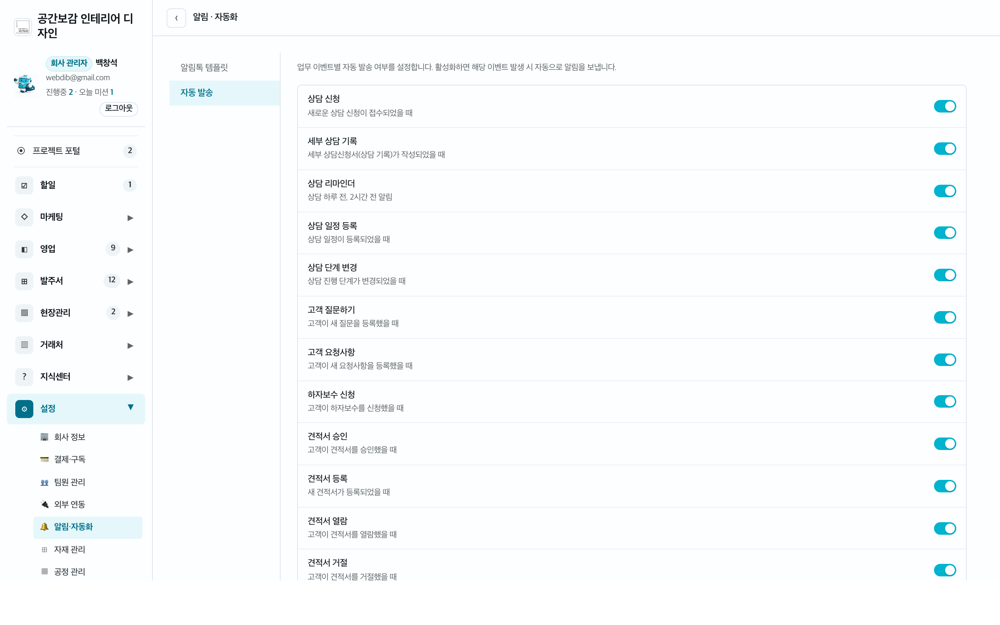 공간보감
공간보감 인테리어 디
자인
회사 관리자 백창석
webdib@gmail.com
진행중 2 · 오늘 미션 1
로그아웃
프로젝트 포털 2
할일 1
마케팅
영업 9
발주서 12
현장관리 2
거래처
지식센터
설정
회사 정보
결제·구독
팀원 관리
외부 연동
알림·자동화
자재 관리
공정 관리
알림 · 자동화
알림톡 템플릿
자동 발송
업무 이벤트별 자동 발송 여부를 설정합니다. 활성화하면 해당 이벤트 발생 시 자동으로 알림을 보냅니다.
상담 신청
새로운 상담 신청이 접수되었을 때
세부 상담 기록
세부 상담신청서(상담 기록)가 작성되었을 때
상담 리마인더
상담 하루 전, 2시간 전 알림
상담 일정 등록
상담 일정이 등록되었을 때
상담 단계 변경
상담 진행 단계가 변경되었을 때
고객 질문하기
고객이 새 질문을 등록했을 때
고객 요청사항
고객이 새 요청사항을 등록했을 때
하자보수 신청
고객이 하자보수를 신청했을 때
견적서 승인
고객이 견적서를 승인했을 때
견적서 등록
새 견적서가 등록되었을 때
견적서 열람
고객이 견적서를 열람했을 때
견적서 거절
고객이 견적서를 거절했을 때